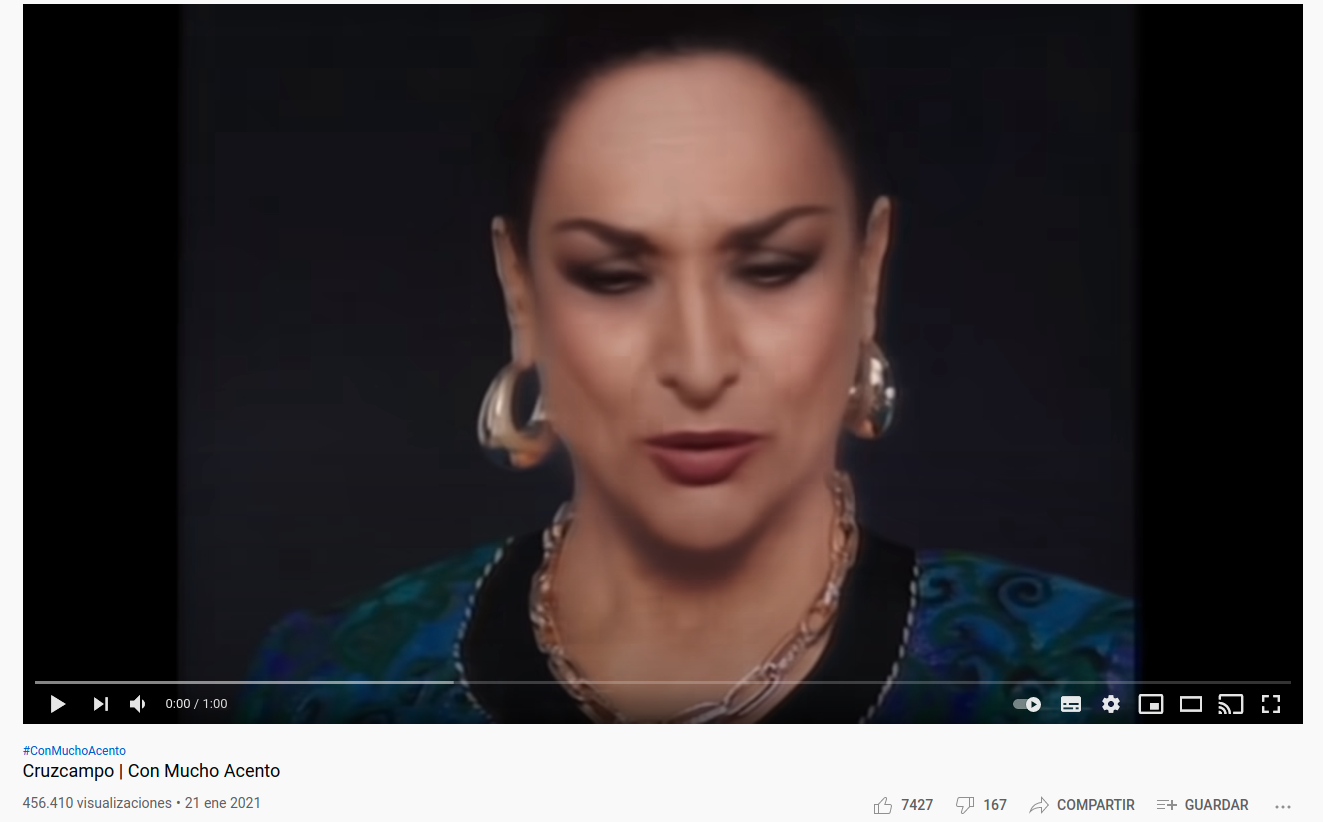 0:00 / 1:00
#ConMuchoAcento
Cruzcampo | Con Mucho Acento
456.410 visualizaciones • 21 ene 2021
7427 167 COMPARTIR GUARDAR ...